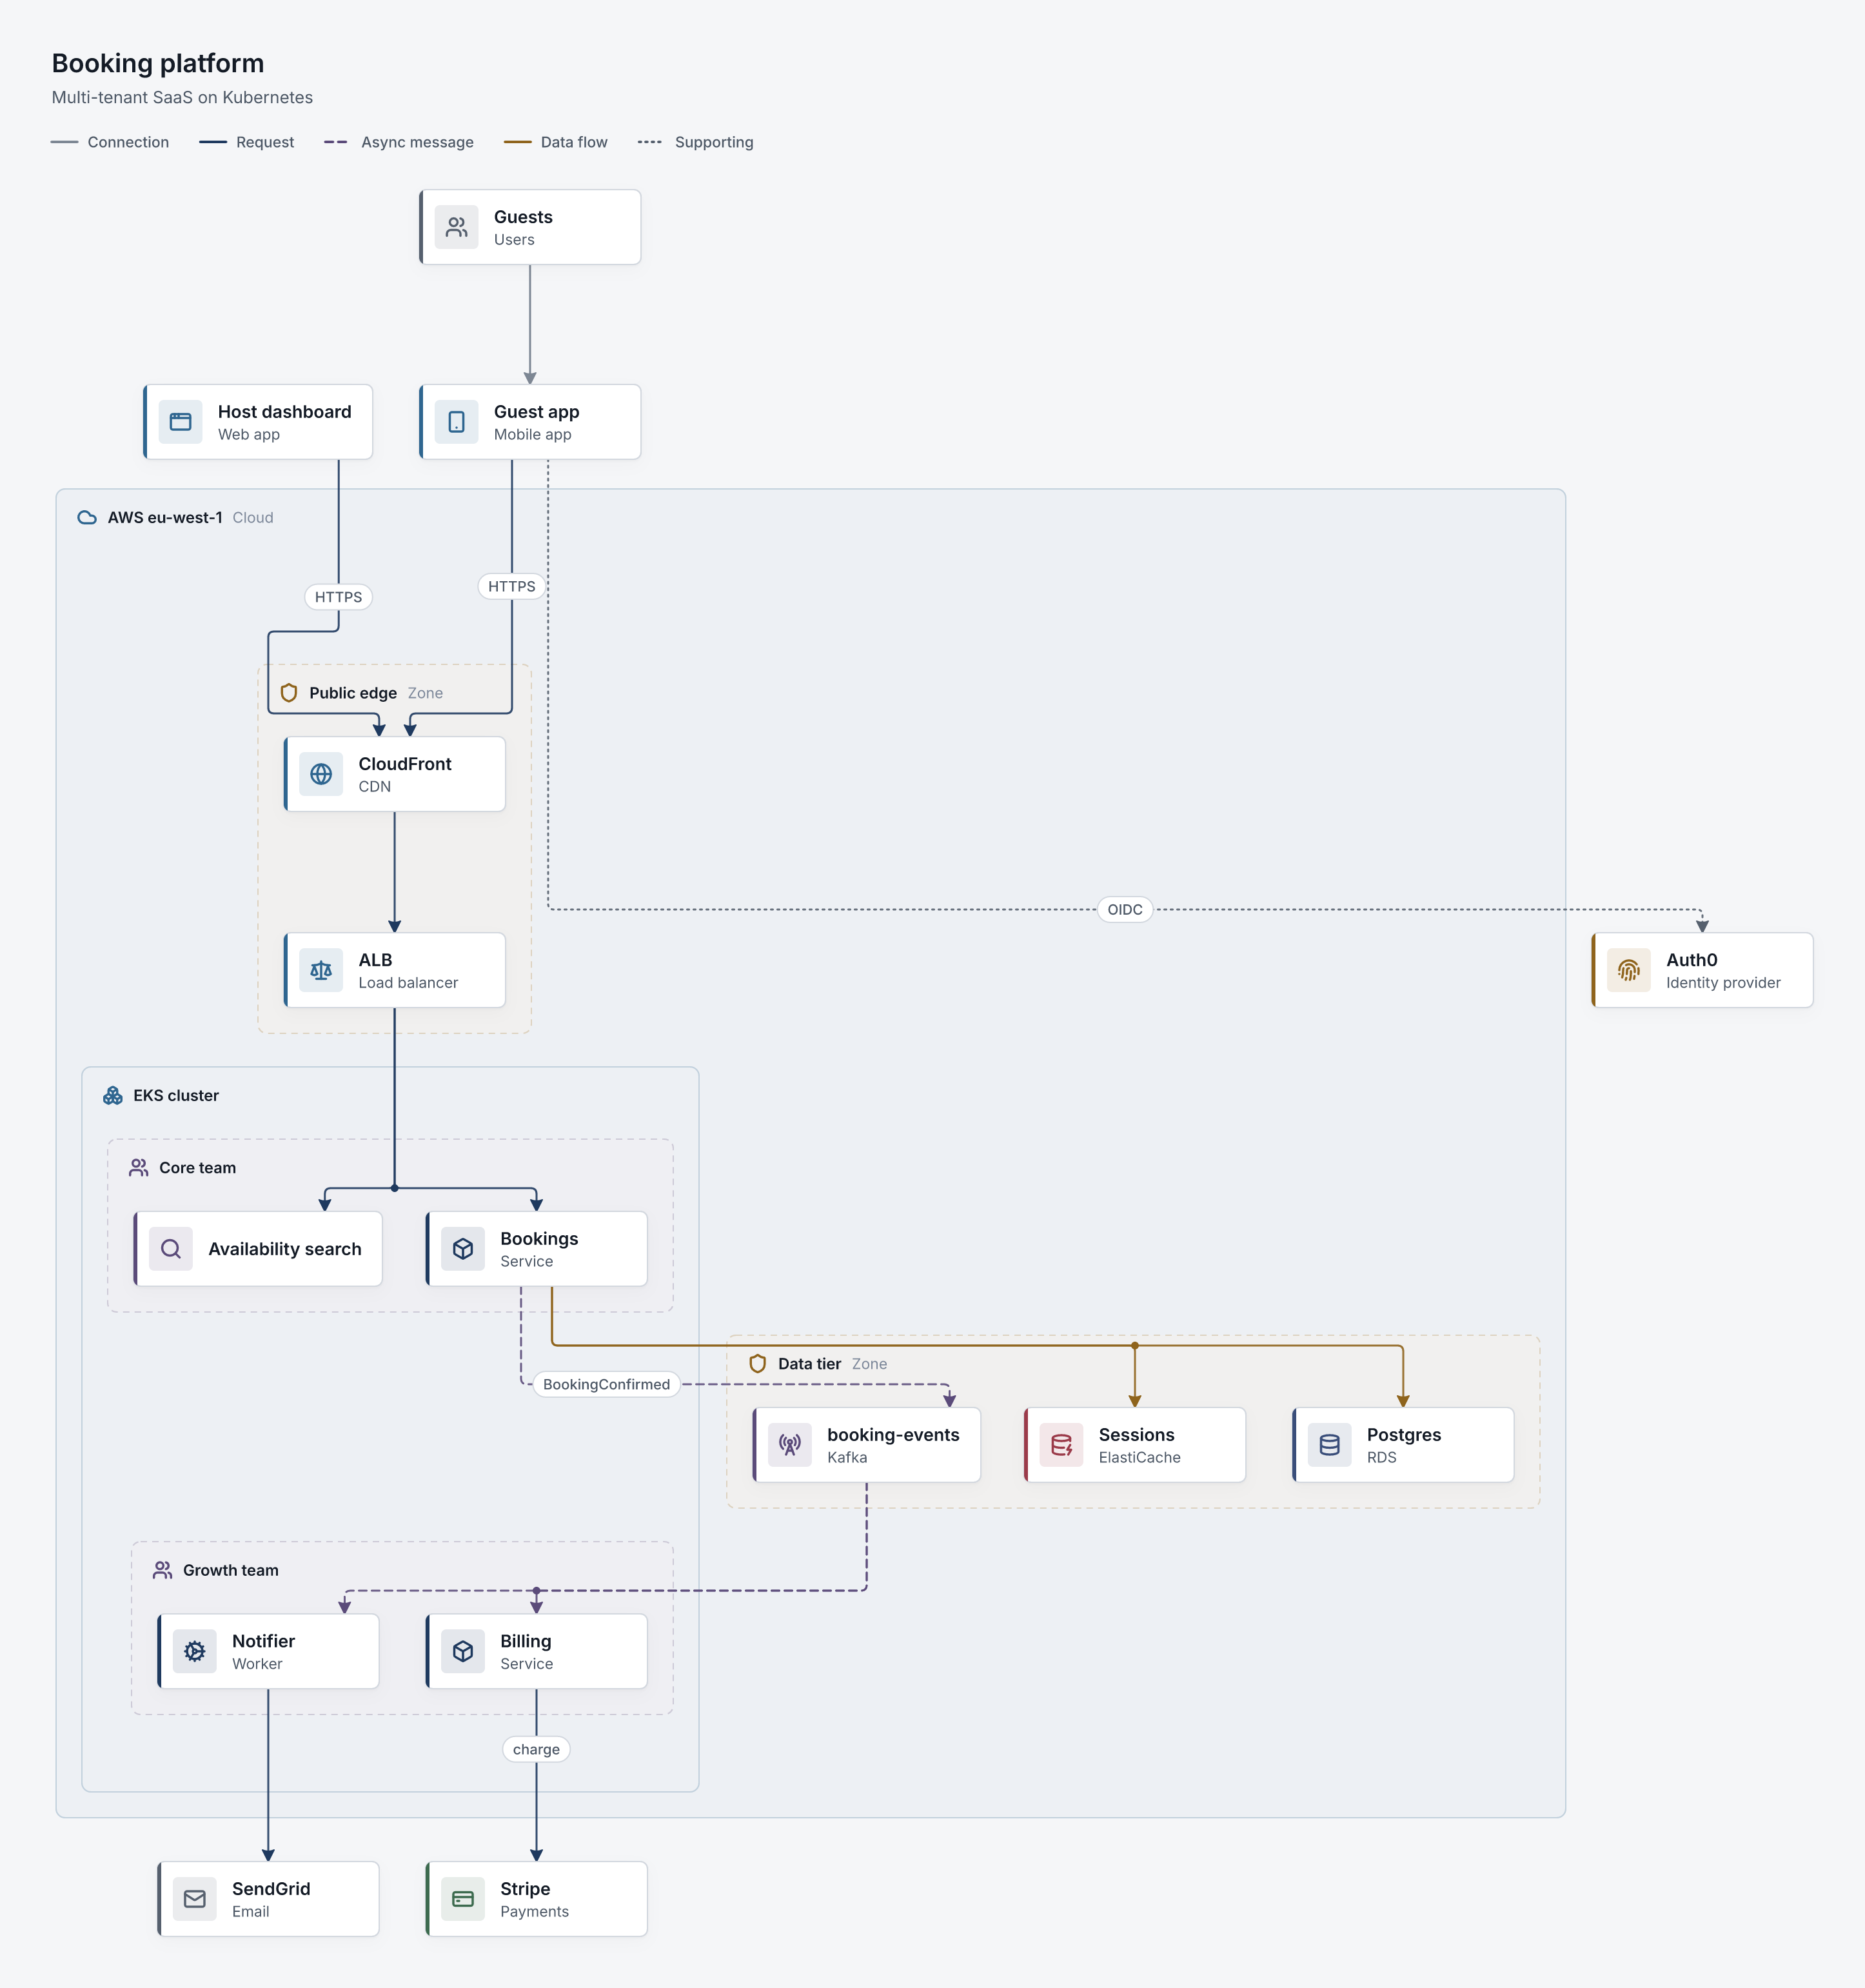 Booking platform
Multi-tenant SaaS on Kubernetes
Connection Request Async message Data flow Supporting
Guests
Users
Host dashboard
Web app
Guest app
Mobile app
AWS eu-west-1 Cloud
HTTPS
HTTPS
Public edge Zone
CloudFront
CDN
OIDC
ALB
Load balancer
Auth0
Identity provider
EKS cluster
Core team
Availability search
Bookings
Service
Data tier Zone
BookingConfirmed
booking-events
Kafka
Sessions
ElastiCache
Postgres
RDS
Growth team
Notifier
Worker
Billing
Service
charge
SendGrid
Email
Stripe
Payments